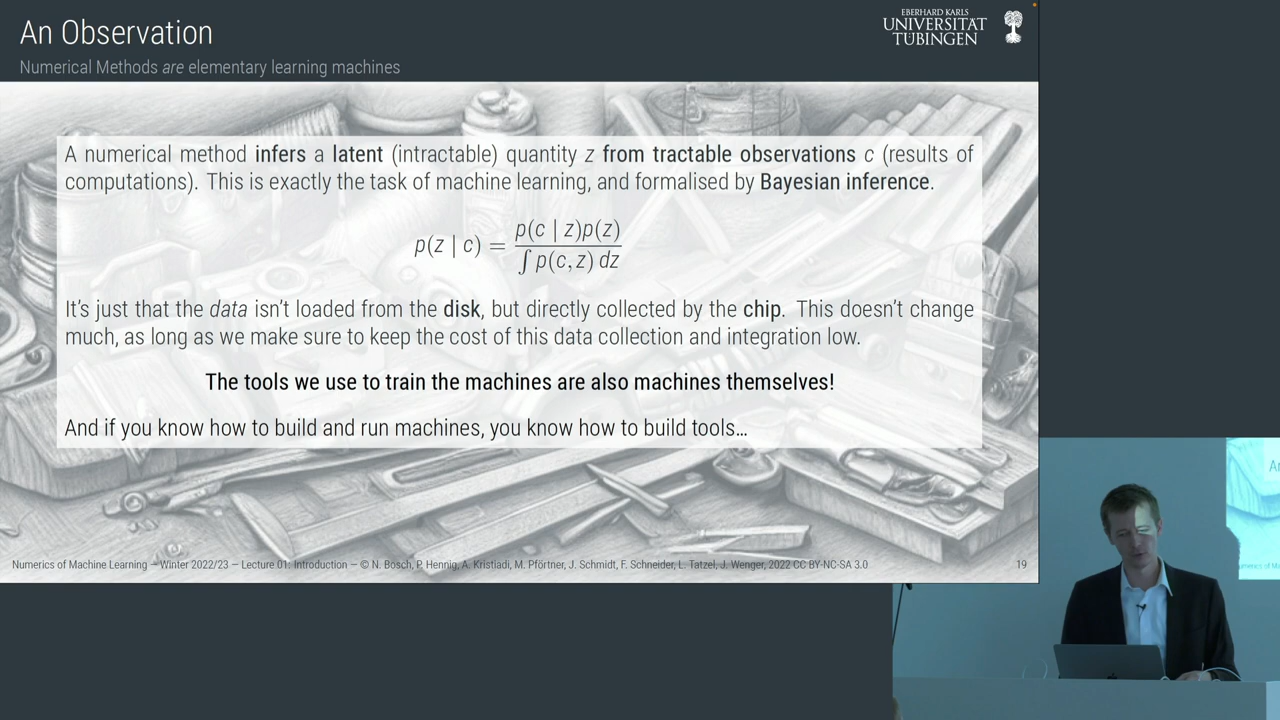 An Observation
Numerical Methods are elementary learning machines
EBERHARD KARLS
UNIVERSITÄT
TÜBINGEN
A numerical method infers a latent (intractable) quantity z from tractable observations c (results of
computations). This is exactly the task of machine learning, and formalised by Bayesian inference.
p(z | c) = p(c | z)p(z) / ∫ p(c, z) dz
It's just that the data isn't loaded from the disk, but directly collected by the chip. This doesn't change
much, as long as we make sure to keep the cost of this data collection and integration low.
The tools we use to train the machines are also machines themselves!
And if you know how to build and run machines, you know how to build tools…
Numerics of Machine Learning — Winter 2022/23 — Lecture 01: Introduction — © N. Bosch, P. Hennig, A. Kristiadi, M. Pförtner, J. Schmidt, F. Schneider, L. Tatzel, J. Wenger, 2022 CC BY-NC-SA 3.0
19